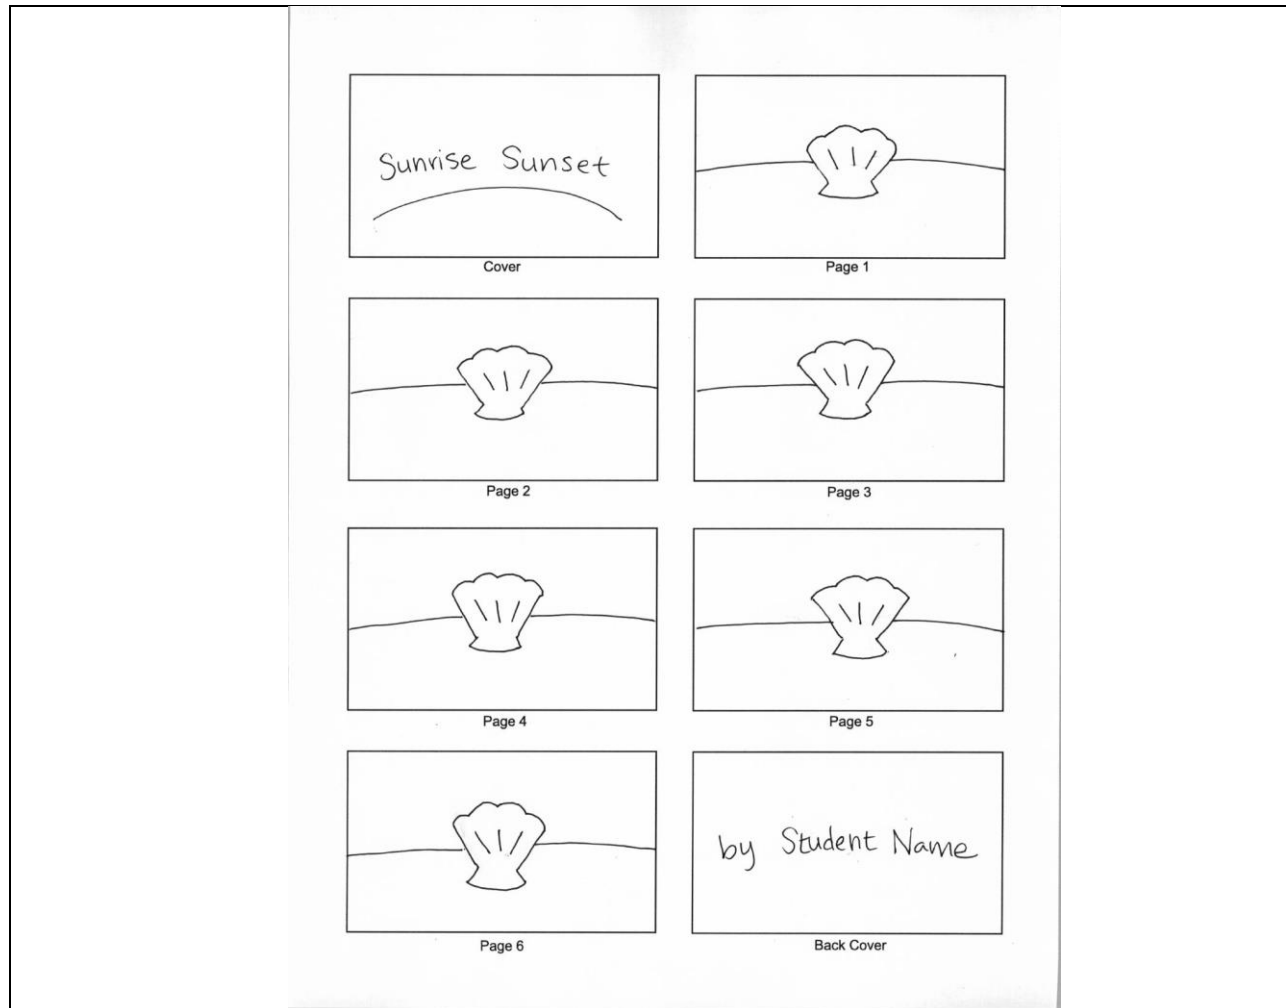 Sunrise Sunset
Cover
Page 1
Page 2
Page 3
Page 4
Page 5
Page 6
by Student Name
Back Cover